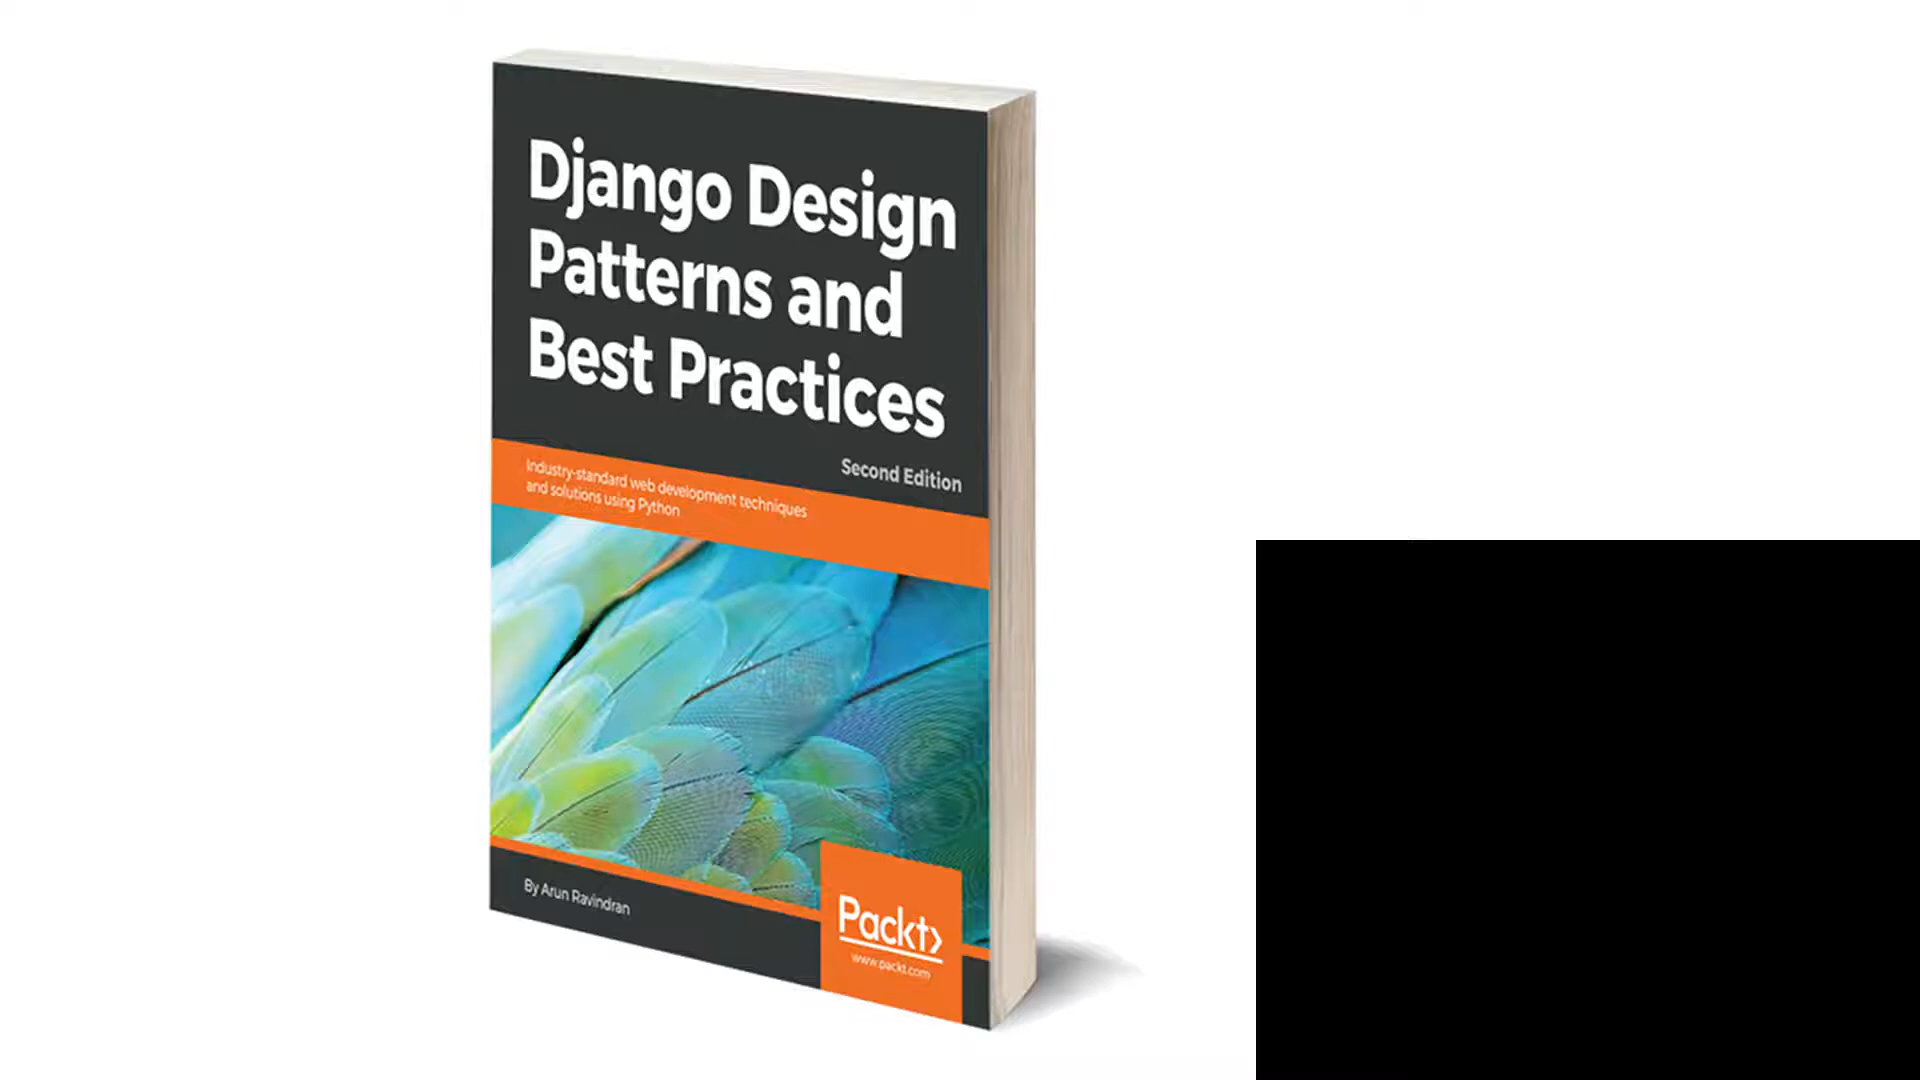 Django Design
Patterns and
Best Practices
Second Edition
Industry-standard web development techniques
and solutions using Python
By Arun Ravindran
Packt>
www.packt.com